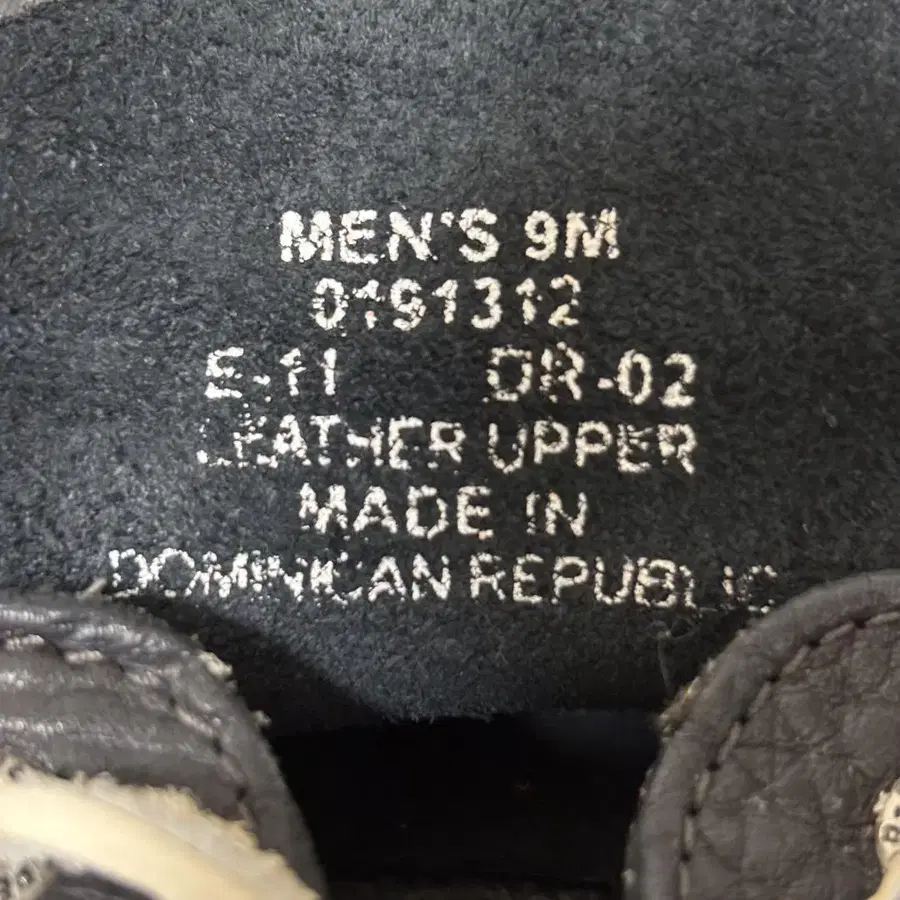 MEN'S 9M
0191312
E-11 DR-02
LEATHER UPPER
MADE IN
DOMINICAN REPUBLIC